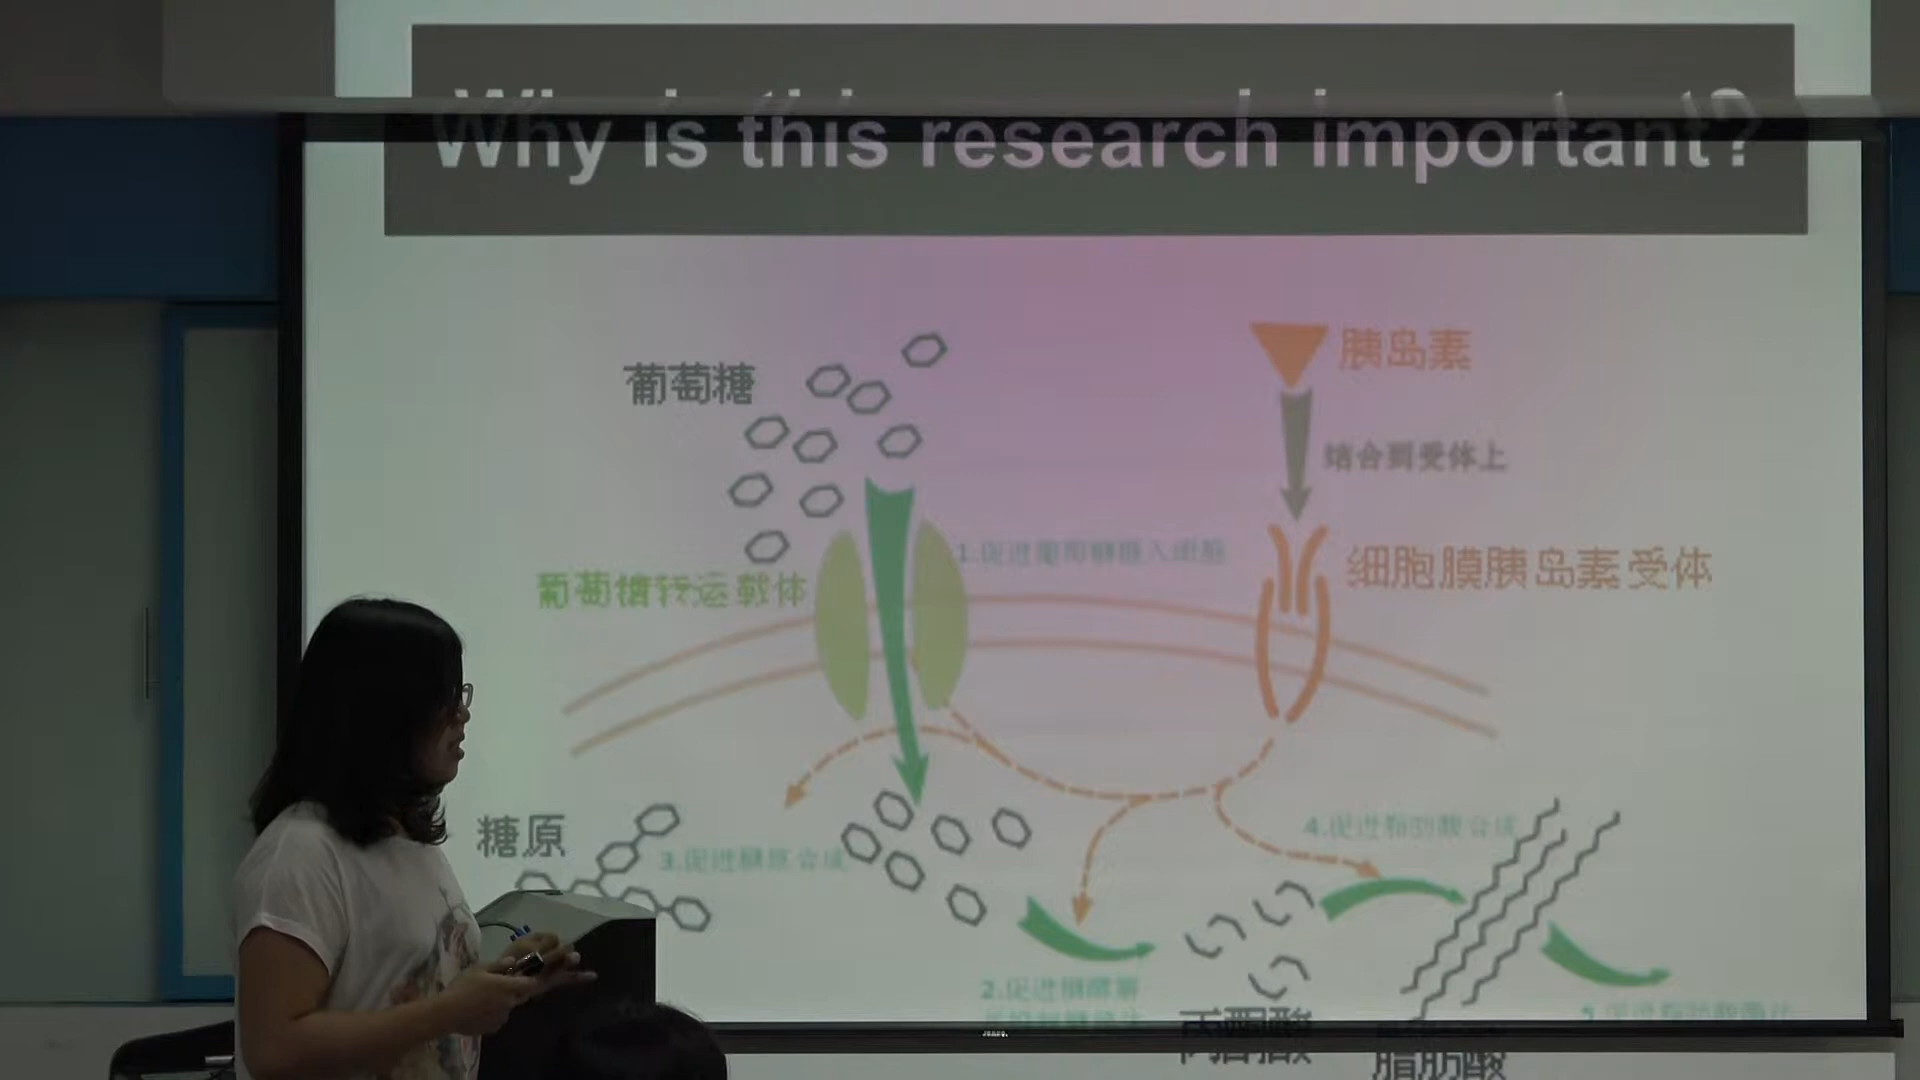 Why is this research important?
葡萄糖
胰岛素
结合到受体上
1.促进葡萄糖摄入细胞
细胞膜胰岛素受体
葡萄糖转运载体
糖原
3.促进糖原合成
4.促进脂肪酸合成
2.促进糖酵解
丙酮酸
脂肪酸